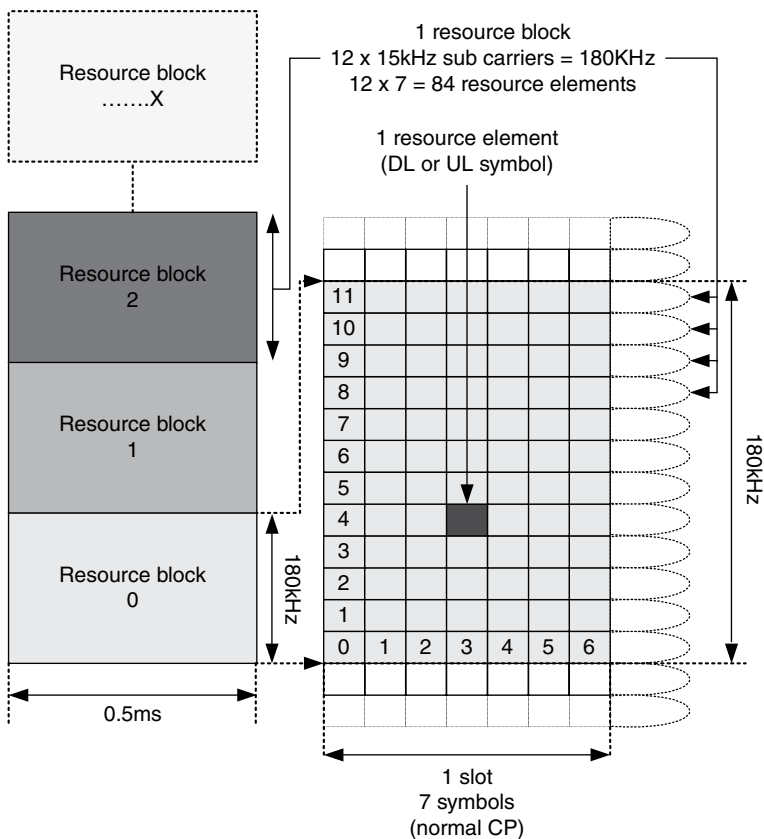 1 resource block
12 x 15kHz sub carriers = 180KHz
12 x 7 = 84 resource elements
Resource block
.......X
1 resource element
(DL or UL symbol)
Resource block
2
Resource block
1
Resource block
0
180kHz
0.5ms
11
10
9
8
7
6
5
4
3
2
1
0 1 2 3 4 5 6
180kHz
1 slot
7 symbols
(normal CP)